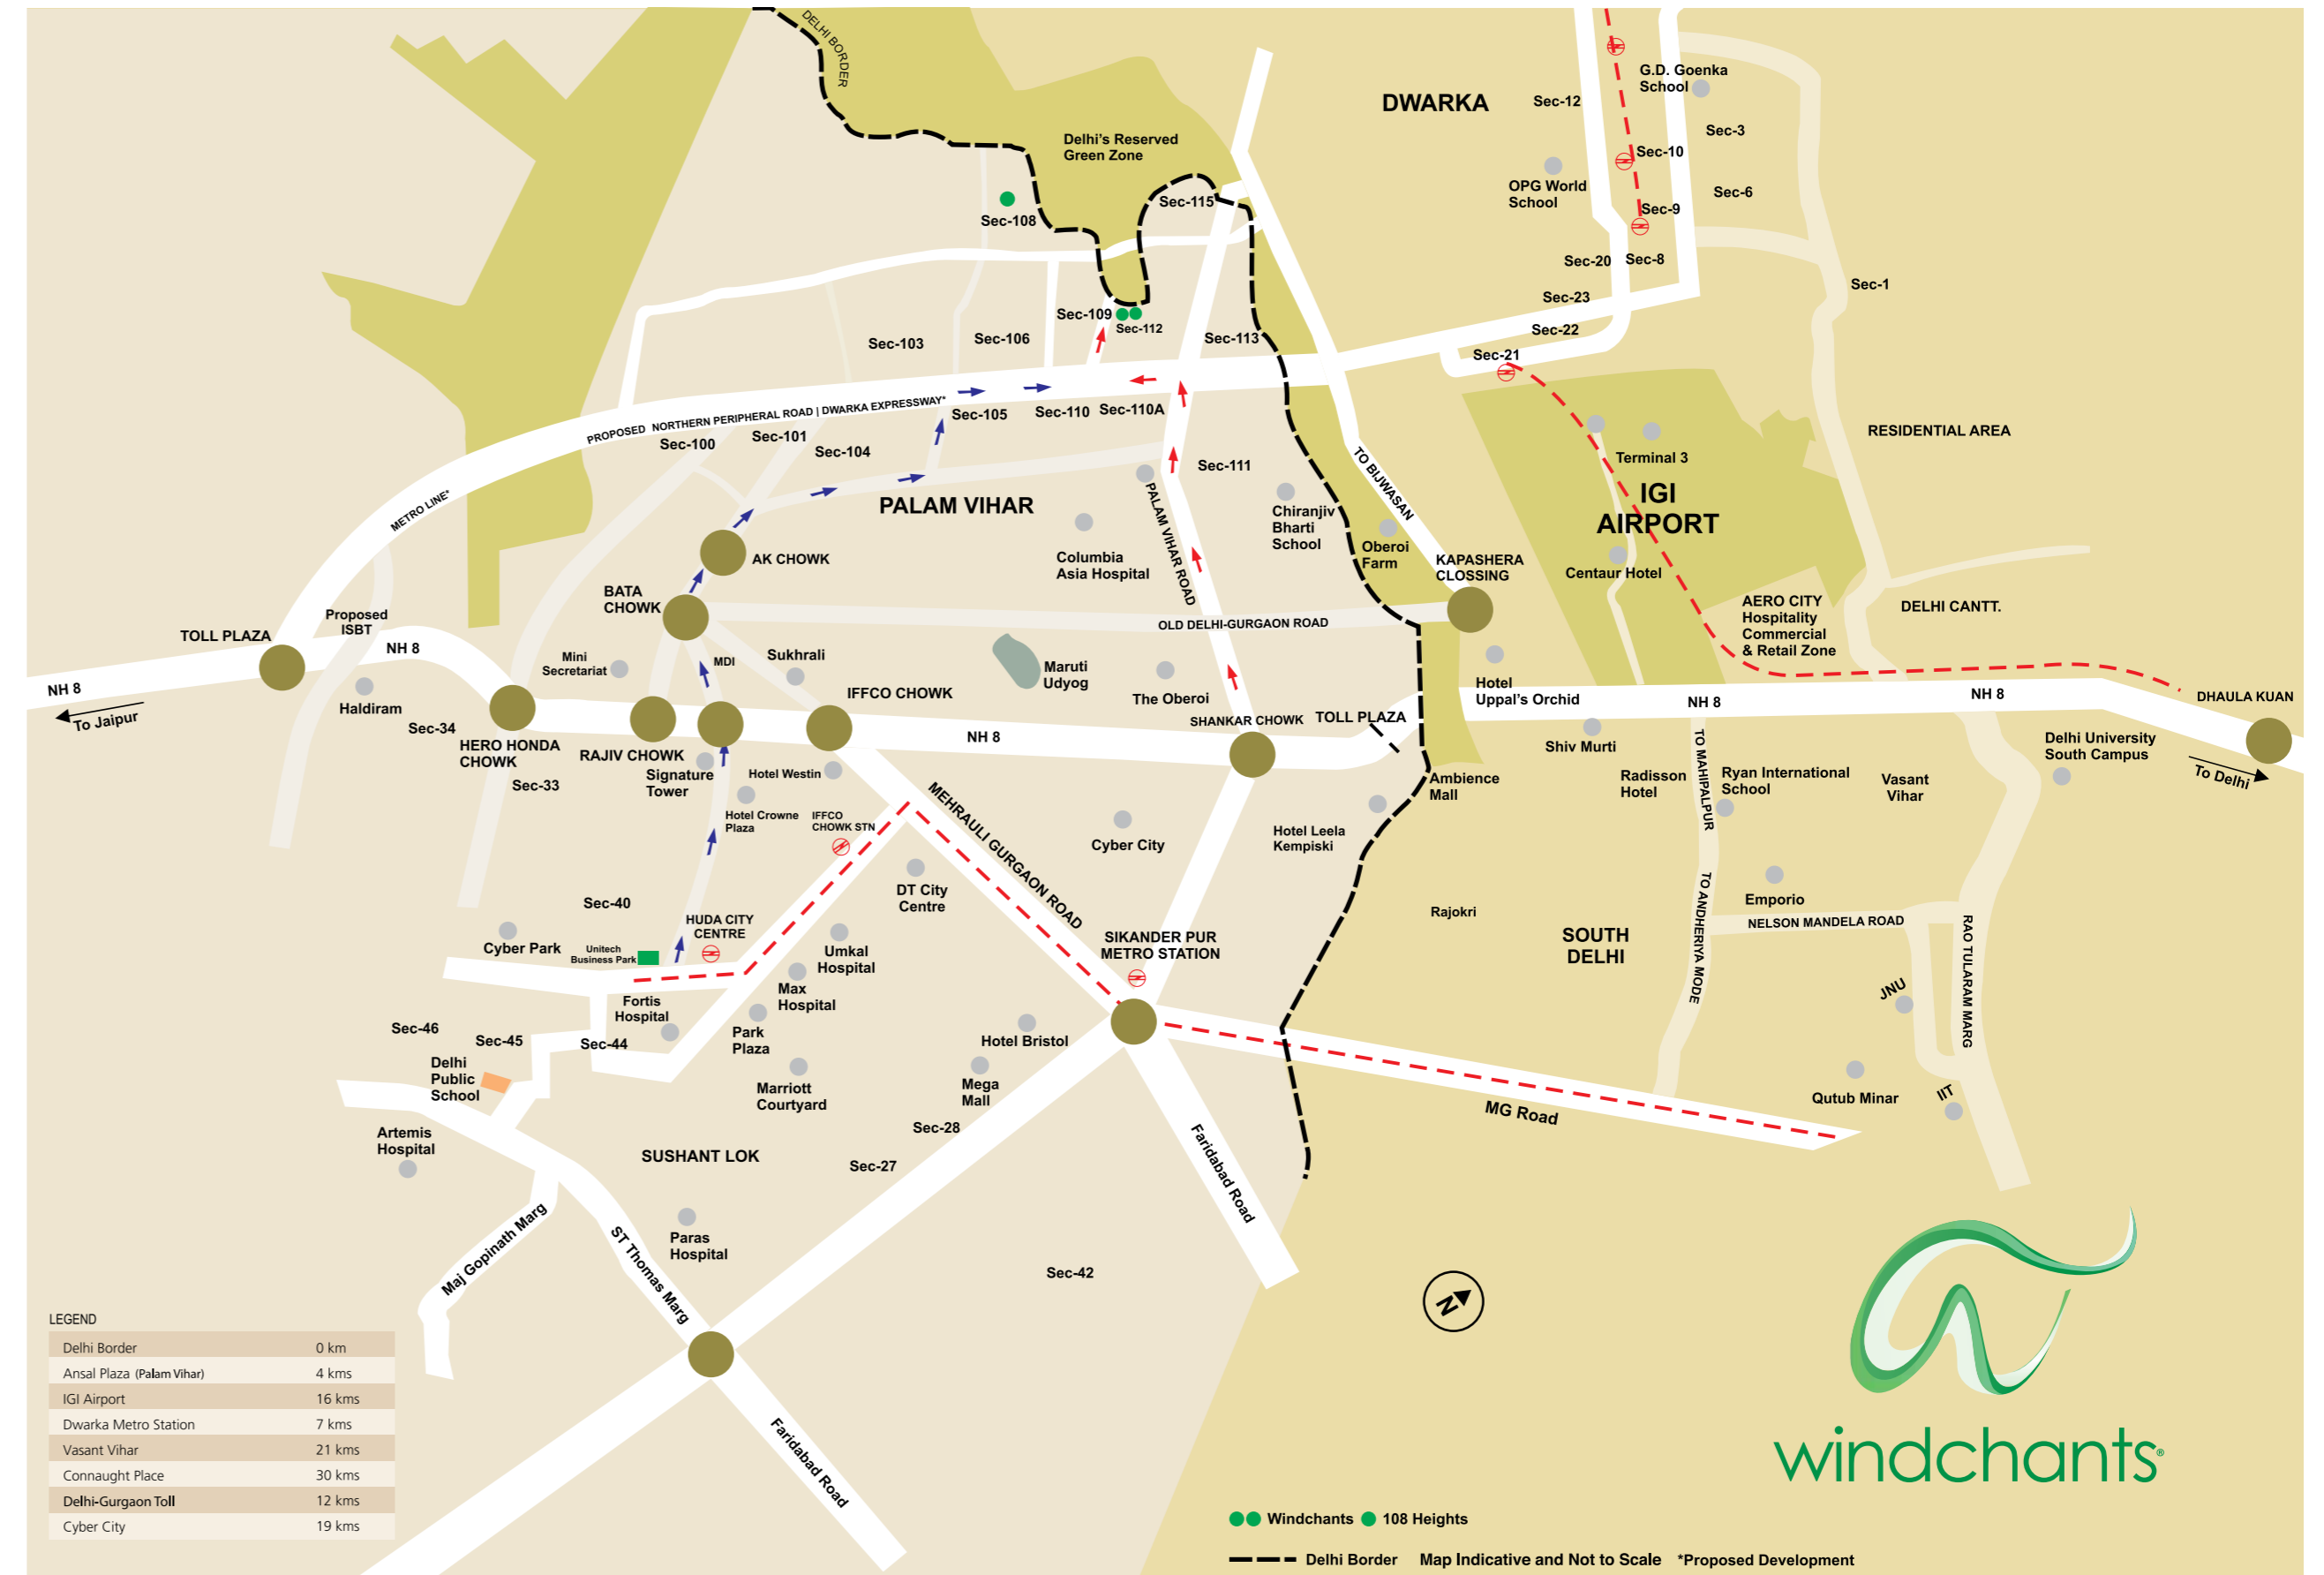 DELHI BORDER
Delhi's Reserved
Green Zone
DWARKA
Sec-12
G.D. Goenka
School
Sec-3
Sec-10
OPG World
School
Sec-6
Sec-9
Sec-115
Sec-108
Sec-20
Sec-8
Sec-1
Sec-23
Sec-109
Sec-112
Sec-22
Sec-103
Sec-106
Sec-113
Sec-21
PROPOSED NORTHERN PERIPHERAL ROAD | DWARKA EXPRESSWAY*
Sec-105
Sec-110
Sec-110A
Sec-100
Sec-101
Sec-104
METRO LINE*
RESIDENTIAL AREA
Terminal 3
Sec-111
TO BIJWASAN
IGI
AIRPORT
PALAM VIHAR
PALAM VIHAR ROAD
Chiranjiv
Bharti
School
Oberoi
Farm
AK CHOWK
Columbia
Asia Hospital
KAPASHERA
CLOSSING
Centaur Hotel
BATA
CHOWK
AERO CITY
Hospitality
Commercial
& Retail Zone
DELHI CANTT.
Proposed
ISBT
TOLL PLAZA
NH 8
OLD DELHI-GURGAON ROAD
Mini
Secretariat
MDI
Sukhrali
Maruti
Udyog
The Oberoi
Hotel
Uppal's Orchid
NH 8
To Jaipur
Haldiram
IFFCO CHOWK
NH 8
NH 8
DHAULA KUAN
Sec-34
HERO HONDA
CHOWK
RAJIV CHOWK
NH 8
SHANKAR CHOWK
TOLL PLAZA
Shiv Murti
Delhi University
South Campus
To Delhi
Sec-33
Signature
Tower
Hotel Westin
Hotel Crowne
Plaza
IFFCO
CHOWK STN
MEHRAULI GURGAON ROAD
Ambience
Mall
Radisson
Hotel
TO MAHIPALPUR
Ryan International
School
Vasant
Vihar
Cyber City
Hotel Leela
Kempiski
DT City
Centre
Sec-40
HUDA CITY
CENTRE
Rajokri
TO ANDHERIYA MODE
Emporio
NELSON MANDELA ROAD
RAO TULARAM MARG
SOUTH
DELHI
Cyber Park
Unitech
Business Park
Umkal
Hospital
SIKANDER PUR
METRO STATION
Max
Hospital
Fortis
Hospital
JNU
Sec-46
Sec-45
Sec-44
Park
Plaza
Hotel Bristol
Delhi
Public
School
Marriott
Courtyard
Mega
Mall
MG Road
Qutub Minar
IIT
Artemis
Hospital
Sec-28
SUSHANT LOK
Sec-27
Faridabad Road
Maj Gopinath Marg
ST Thomas Marg
Paras
Hospital
Sec-42
N
LEGEND
Delhi Border 0 km
Ansal Plaza (Palam Vihar) 4 kms
IGI Airport 16 kms
Dwarka Metro Station 7 kms
Vasant Vihar 21 kms
Connaught Place 30 kms
Delhi-Gurgaon Toll 12 kms
Cyber City 19 kms
Faridabad Road
windchants®
Windchants 108 Heights
Delhi Border Map Indicative and Not to Scale *Proposed Development